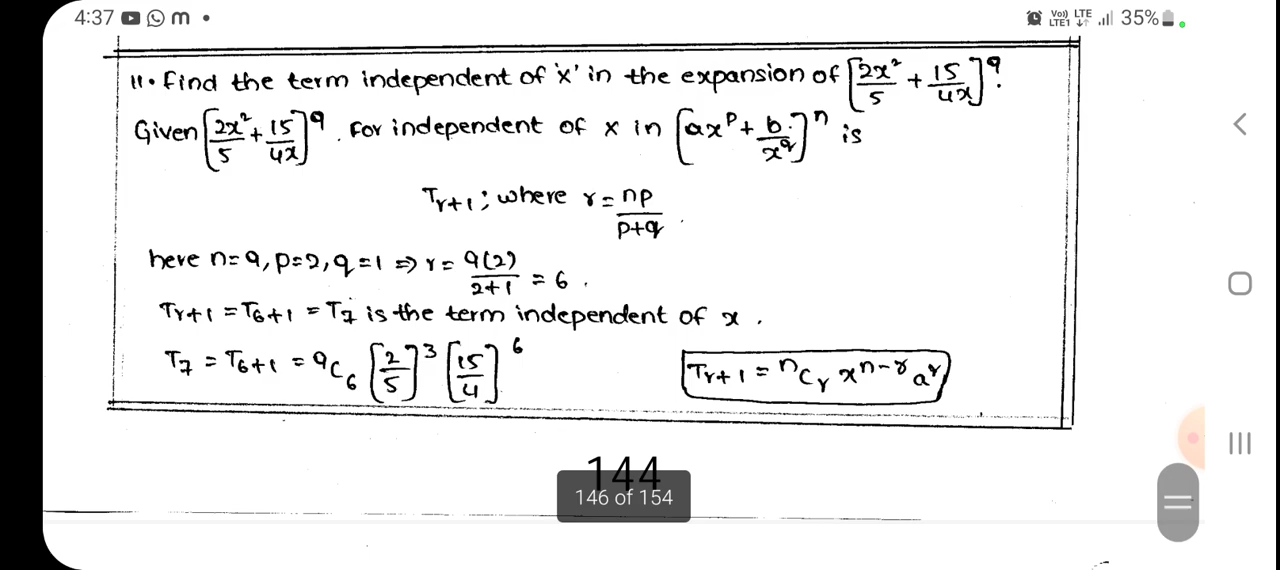 4:37
Vo)) LTE
LTE1 ↓↑ 35%
11. Find the term independent of 'x' in the expansion of [2x²/5 + 15/4x]⁹?
Given [2x²/5 + 15/4x]⁹. For independent of x in [axᵖ + b/x^q]ⁿ is
Tr+1; where r = np/p+q.
here n=9, p=2, q=1 ⇒ r = 9(2)/2+1 = 6.
Tr+1 = T6+1 = T7 is the term independent of x.
T7 = T6+1 = 9C6 [2/5]³ [15/4]⁶
Tr+1 = ⁿCr xⁿ⁻ʳ aʳ
144
146 of 154